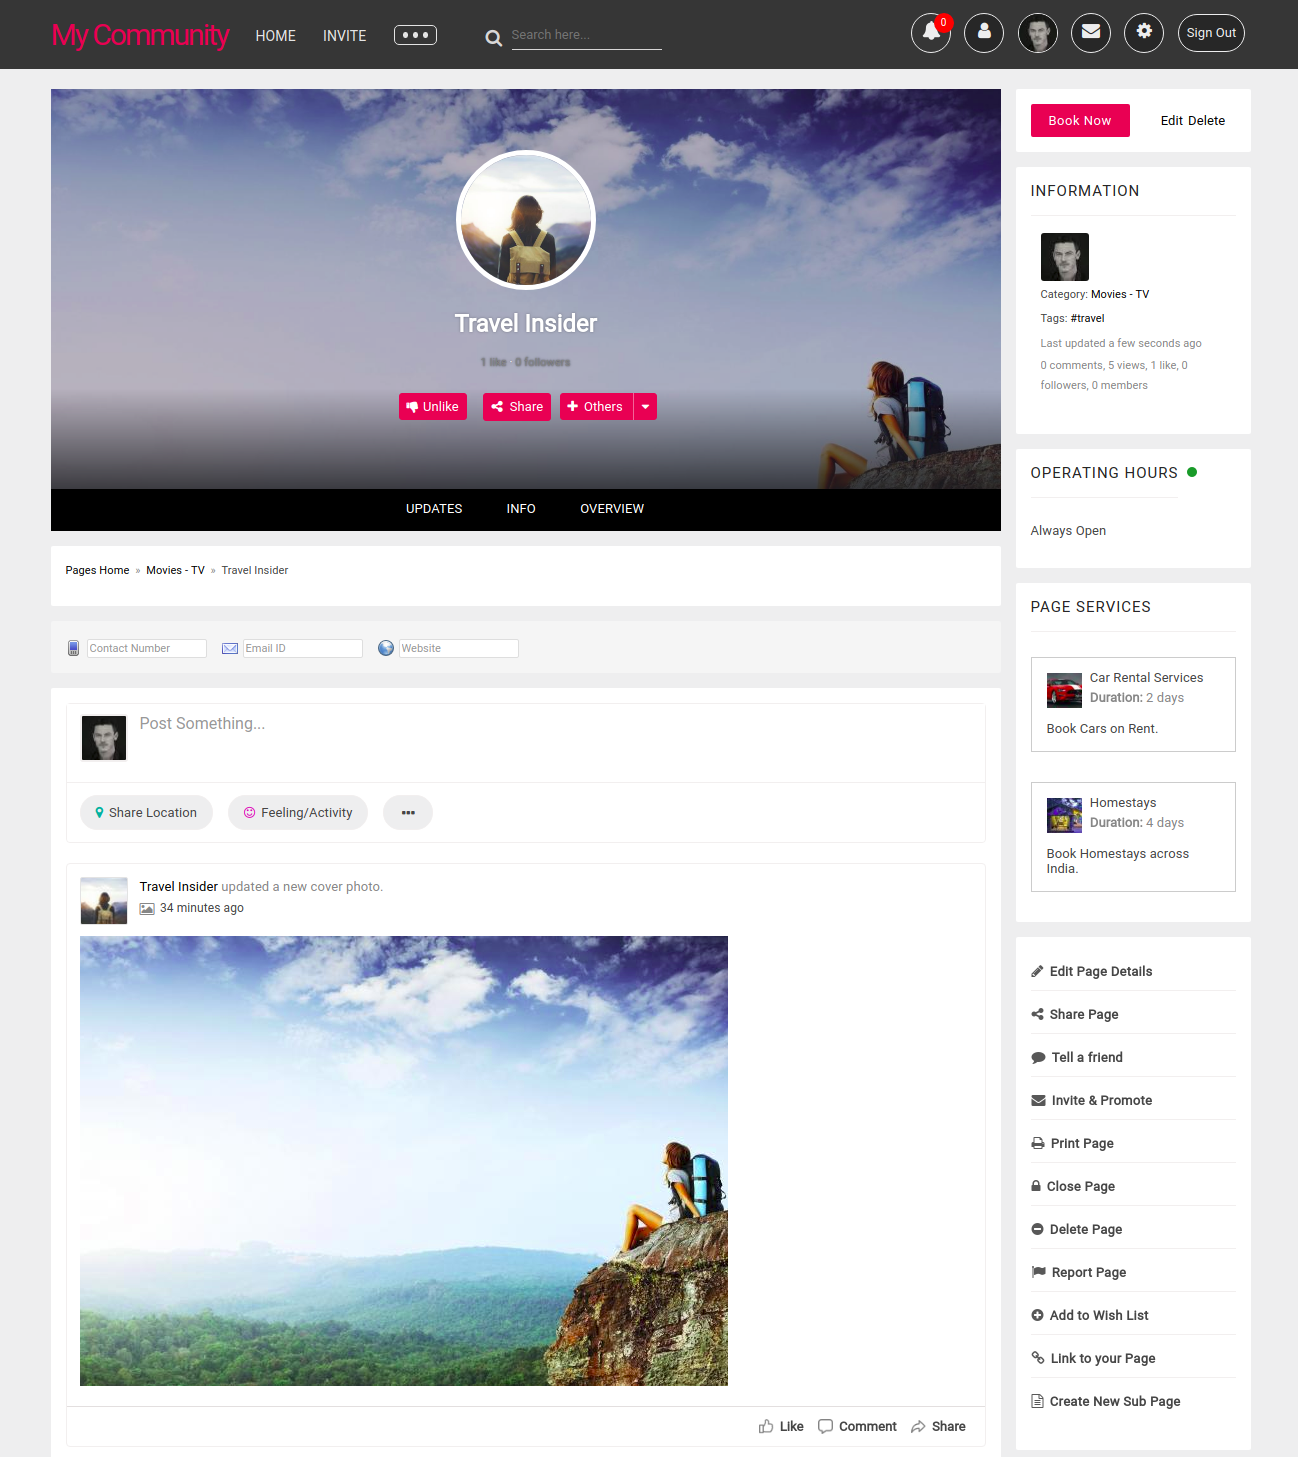 My Community
HOME
INVITE
Search here...
0
Sign Out
Travel Insider
1 like · 0 followers
Unlike
Share
Others
UPDATES
INFO
OVERVIEW
Pages Home » Movies - TV » Travel Insider
Contact Number
Email ID
Website
Post Something...
Share Location
Feeling/Activity
Travel Insider updated a new cover photo.
34 minutes ago
Like
Comment
Share
Book Now
Edit Delete
INFORMATION
Category: Movies - TV
Tags: #travel
Last updated a few seconds ago
0 comments, 5 views, 1 like, 0
followers, 0 members
OPERATING HOURS
Always Open
PAGE SERVICES
Car Rental Services
Duration: 2 days
Book Cars on Rent.
Homestays
Duration: 4 days
Book Homestays across
India.
Edit Page Details
Share Page
Tell a friend
Invite & Promote
Print Page
Close Page
Delete Page
Report Page
Add to Wish List
Link to your Page
Create New Sub Page